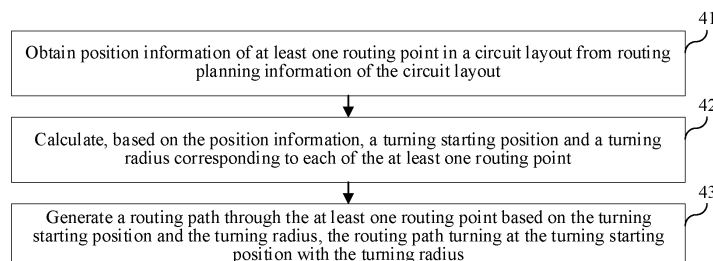 41
Obtain position information of at least one routing point in a circuit layout from routing
planning information of the circuit layout
42
Calculate, based on the position information, a turning starting position and a turning
radius corresponding to each of the at least one routing point
43
Generate a routing path through the at least one routing point based on the turning
starting position and the turning radius, the routing path turning at the turning starting
position with the turning radius